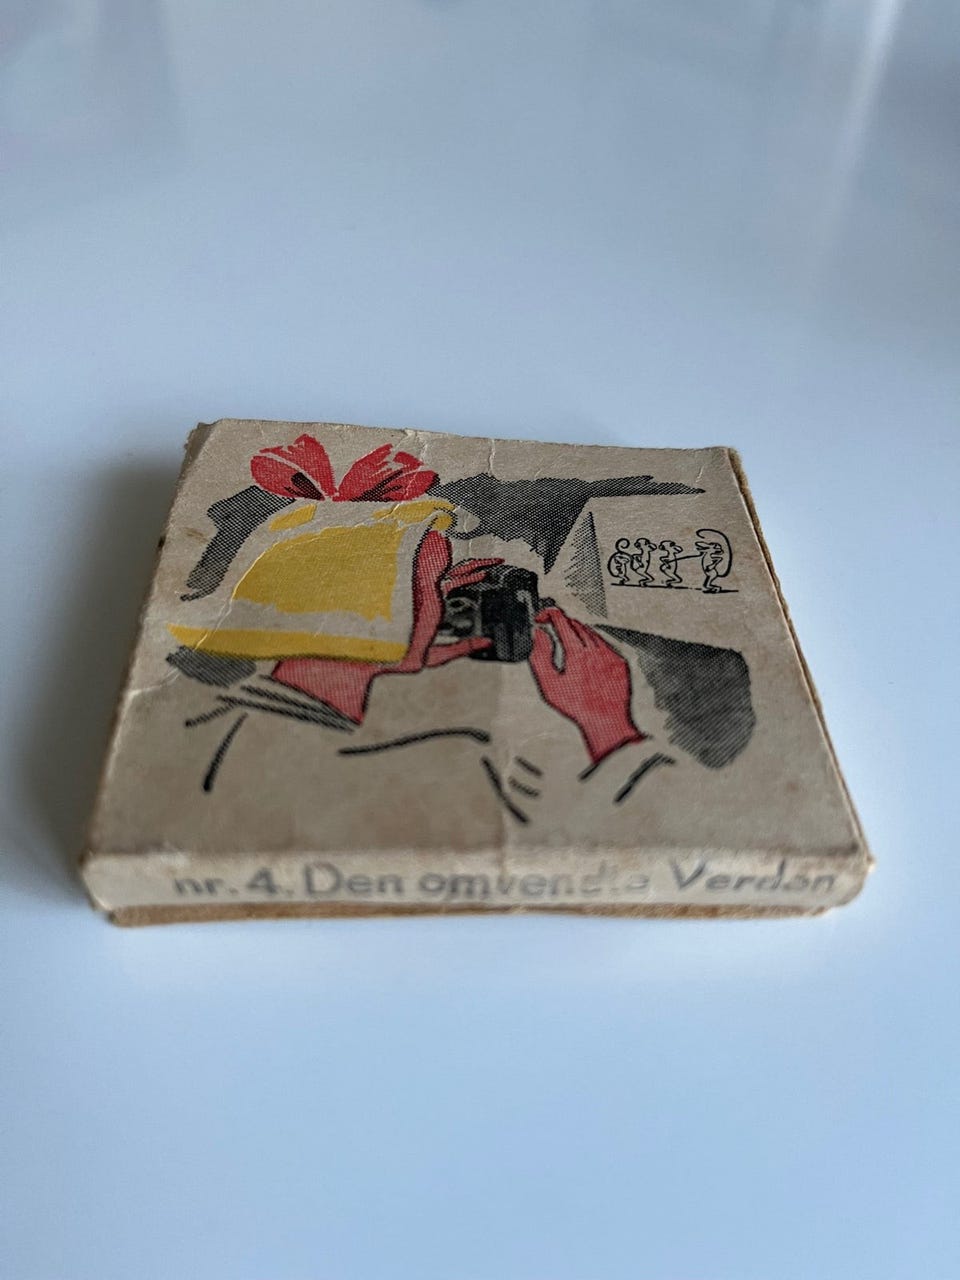 nr. 4. Den omvendte Verden